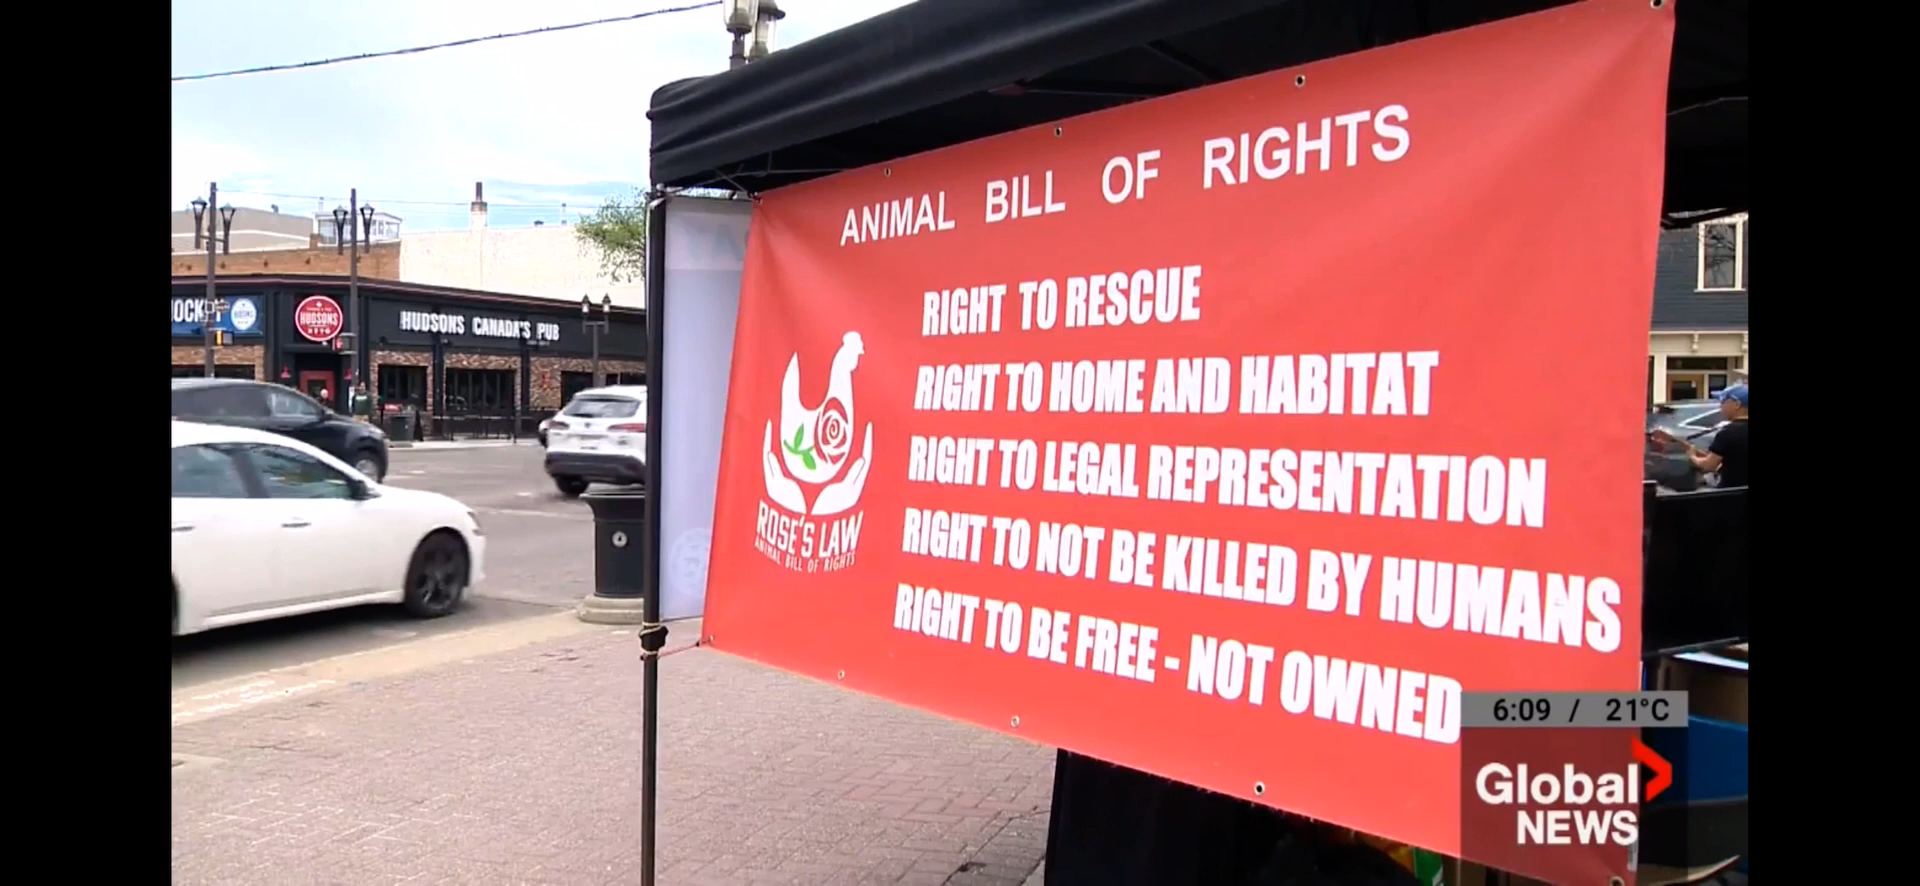 ANIMAL BILL OF RIGHTS
RIGHT TO RESCUE
RIGHT TO HOME AND HABITAT
RIGHT TO LEGAL REPRESENTATION
RIGHT TO NOT BE KILLED BY HUMANS
RIGHT TO BE FREE - NOT OWNED
ROSE'S LAW
ANIMAL BILL OF RIGHTS
HUDSONS
HUDSONS CANADA'S PUB
6:09 / 21°C
Global
NEWS